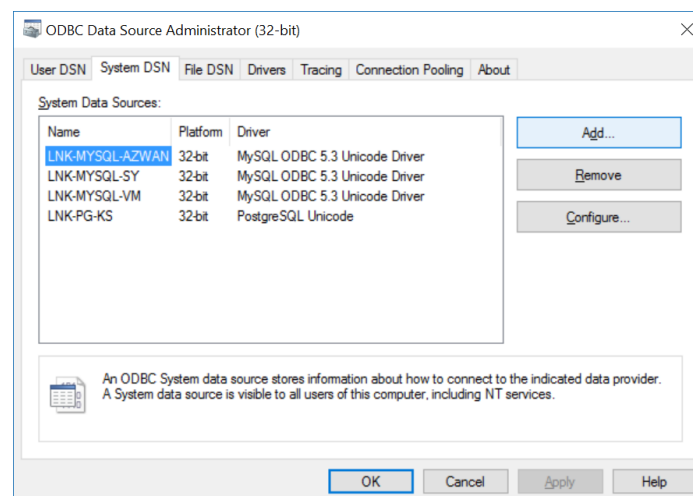 ODBC Data Source Administrator (32-bit)
User DSN System DSN File DSN Drivers Tracing Connection Pooling About
System Data Sources:
Name Platform Driver
LNK-MYSQL-AZWAN 32-bit MySQL ODBC 5.3 Unicode Driver
LNK-MYSQL-SY 32-bit MySQL ODBC 5.3 Unicode Driver
LNK-MYSQL-VM 32-bit MySQL ODBC 5.3 Unicode Driver
LNK-PG-KS 32-bit PostgreSQL Unicode
Add...
Remove
Configure...
An ODBC System data source stores information about how to connect to the indicated data provider.
A System data source is visible to all users of this computer, including NT services.
OK Cancel Apply Help